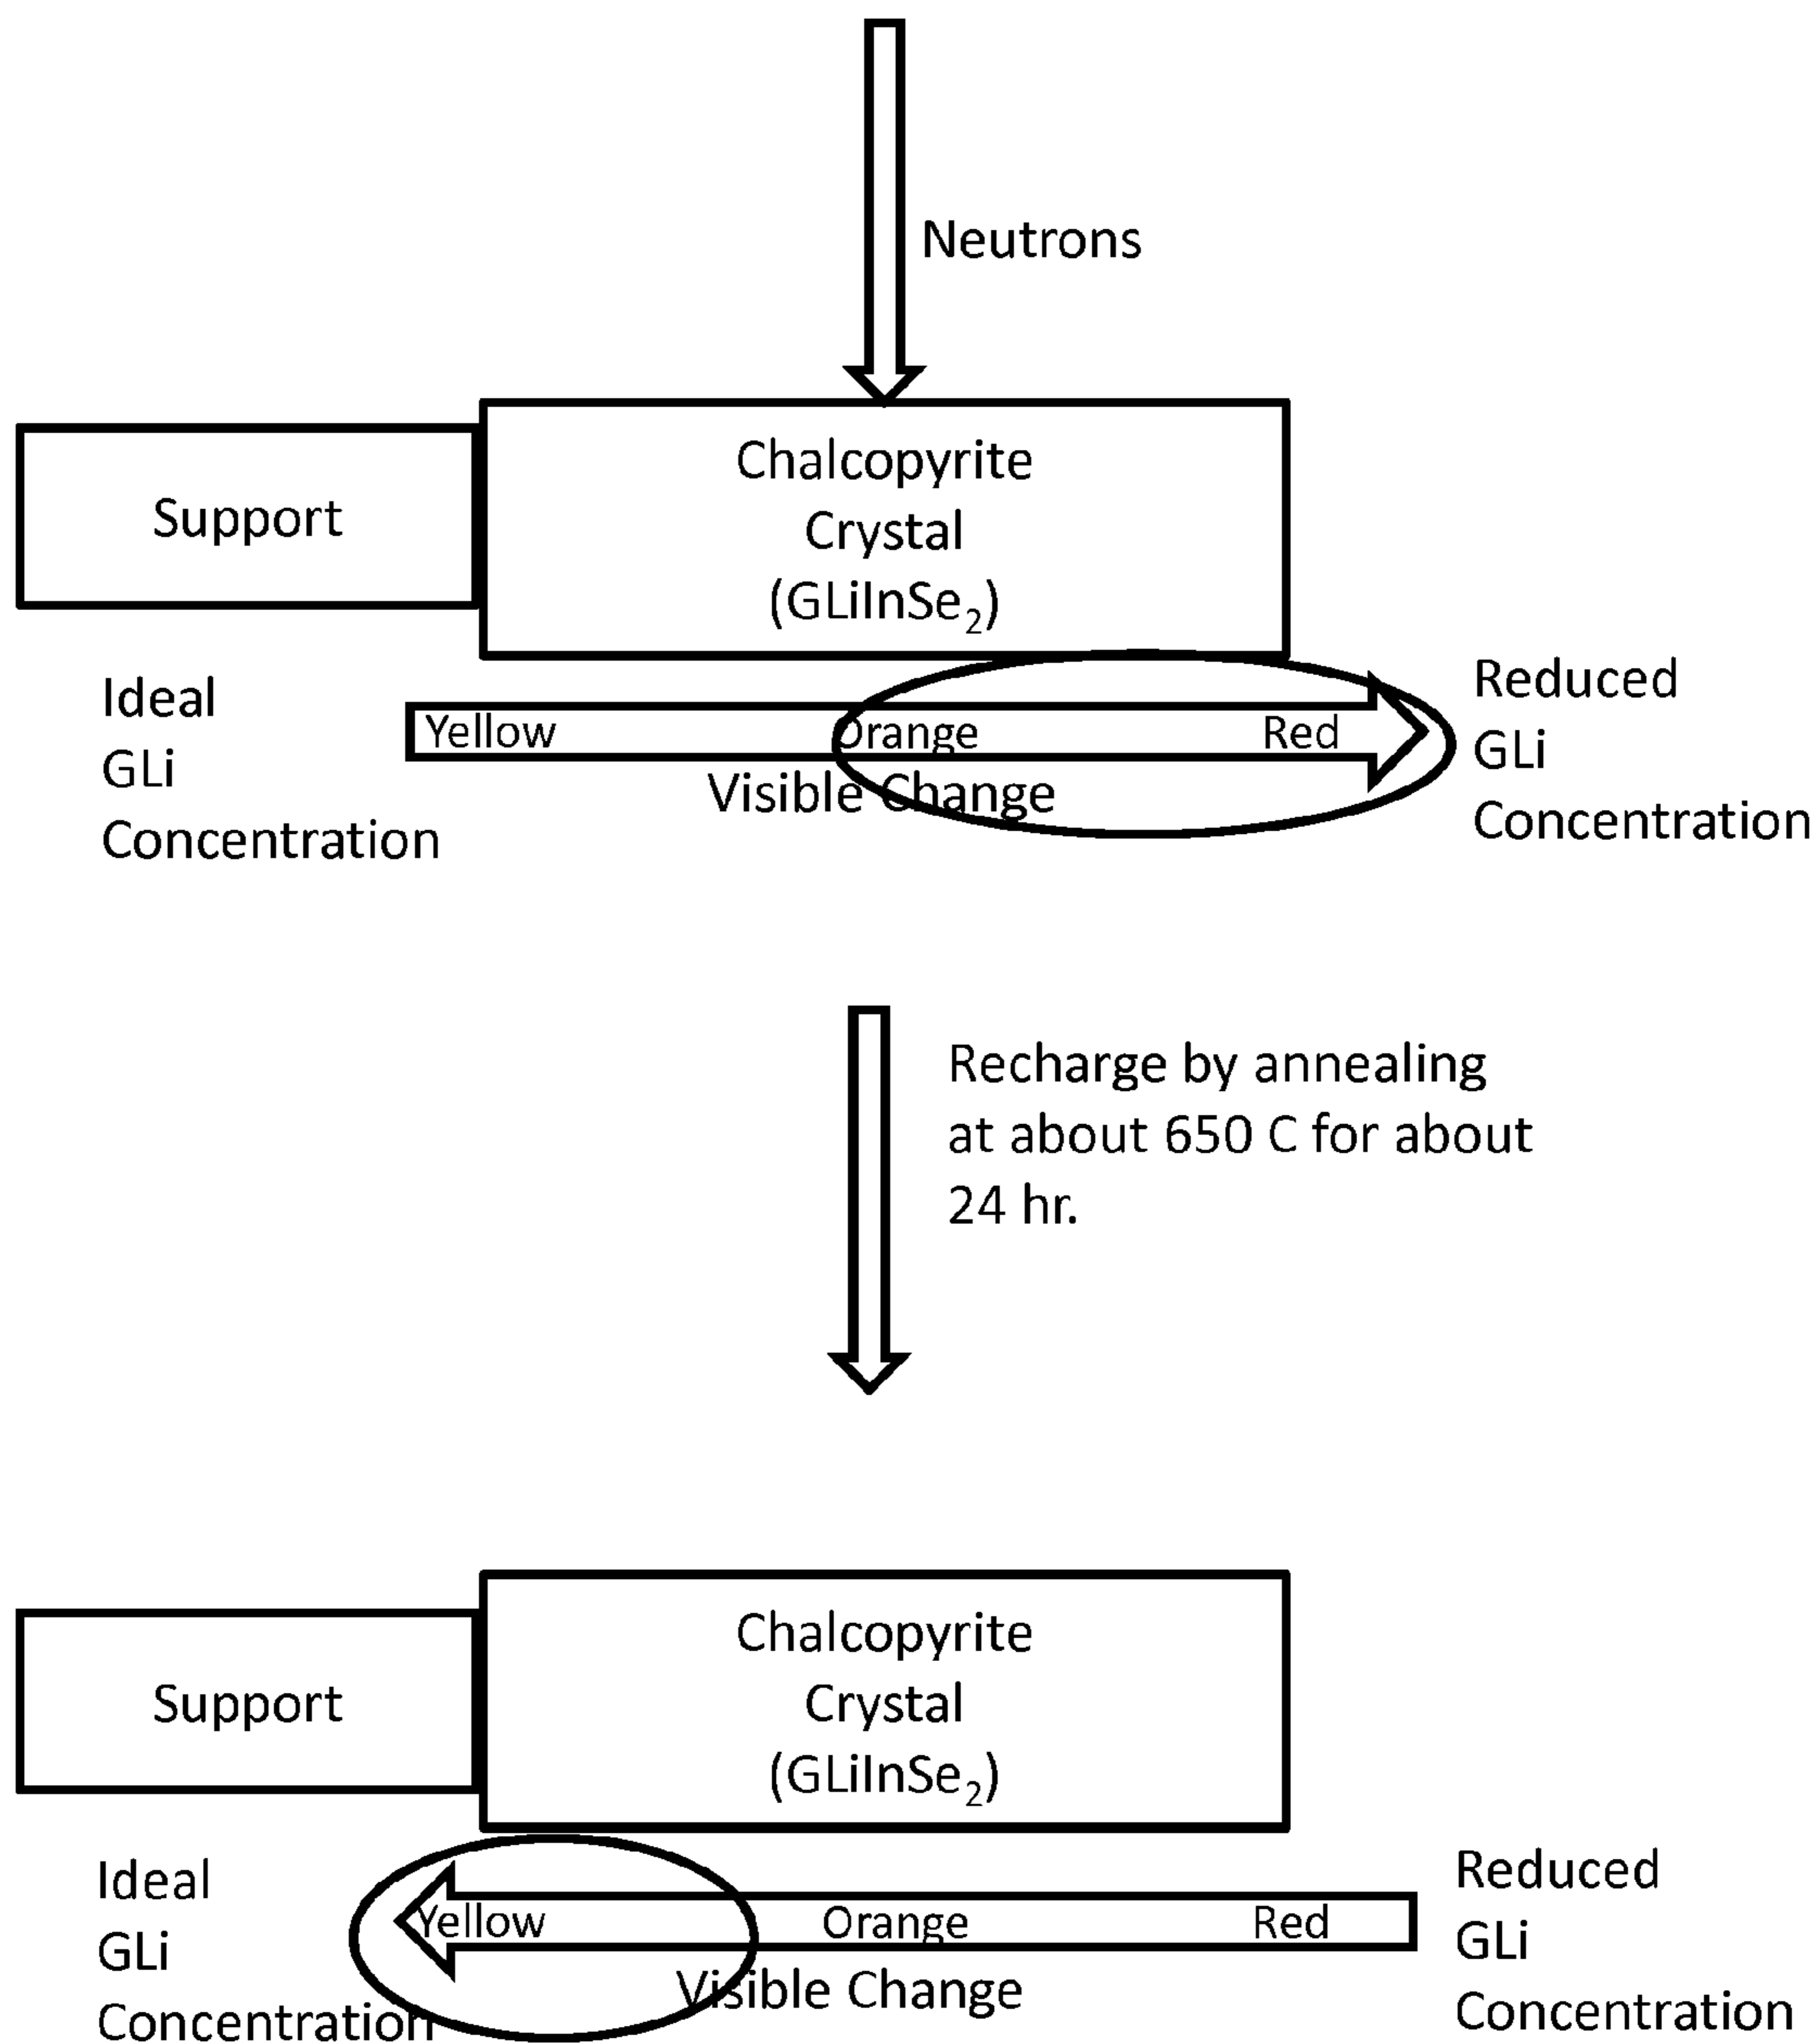 Neutrons
Support
Chalcopyrite
Crystal
(GLiInSe₂)
Ideal
GLi
Concentration
Yellow Orange Red
Visible Change
Reduced
GLi
Concentration
Recharge by annealing
at about 650 C for about
24 hr.
Support
Chalcopyrite
Crystal
(GLiInSe₂)
Ideal
GLi
Concentration
Yellow Orange Red
Visible Change
Reduced
GLi
Concentration